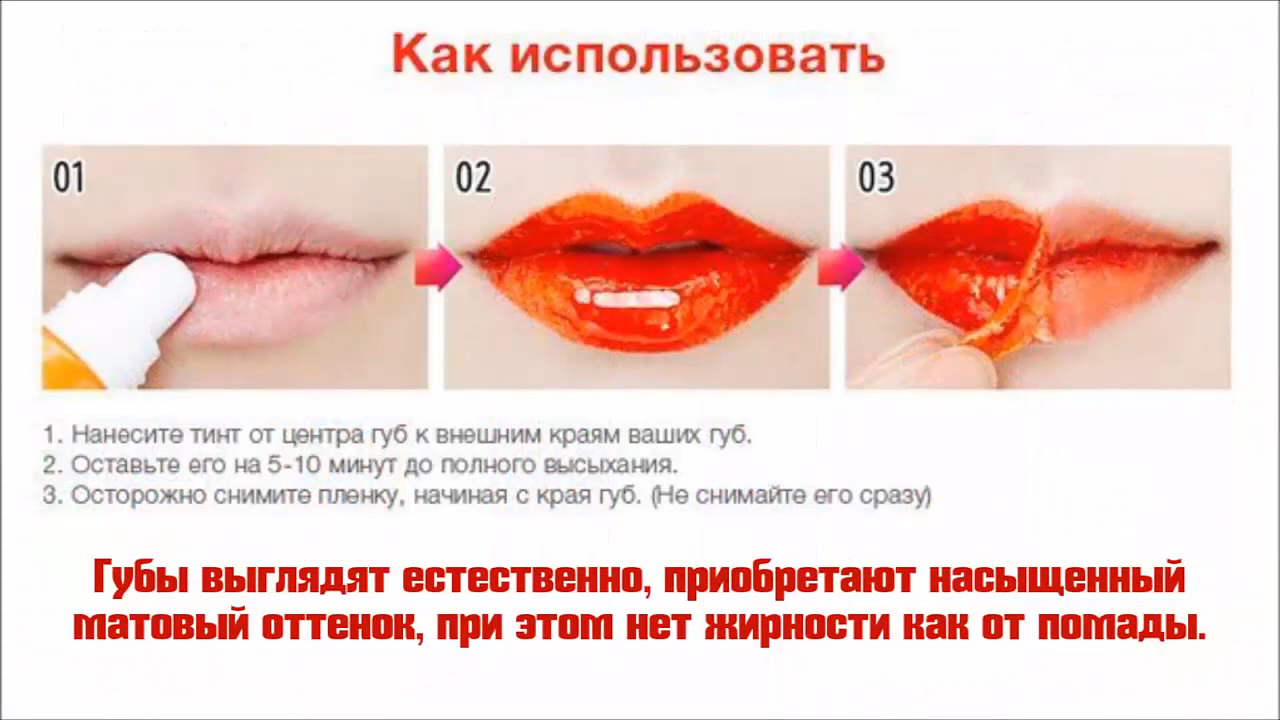 Как использовать
01
02
03
1. Нанесите тинт от центра губ к внешним краям ваших губ.
2. Оставьте его на 5-10 минут до полного высыхания.
3. Осторожно снимите пленку, начиная с края губ. (Не снимайте его сразу)
Губы выглядят естественно, приобретают насыщенный
матовый оттенок, при этом нет жирности как от помады.